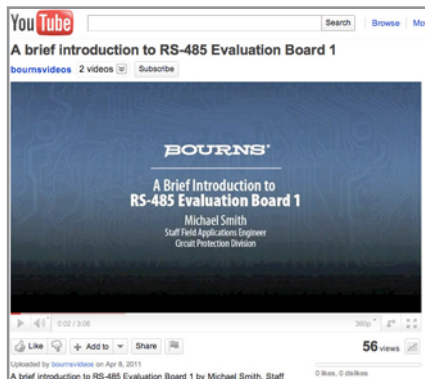 YouTube Search Browse Mo
A brief introduction to RS-485 Evaluation Board 1
bournsvideos 2 videos Subscribe
BOURNS®
A Brief Introduction to
RS-485 Evaluation Board 1
Michael Smith
Staff Field Applications Engineer
Circuit Protection Division
0:02 / 3:06 360p
Like Add to Share 56 views
Uploaded by bournsvideos on Apr 8, 2011
A brief introduction to RS-485 Evaluation Board 1 by Michael Smith, Staff
0 likes, 0 dislikes